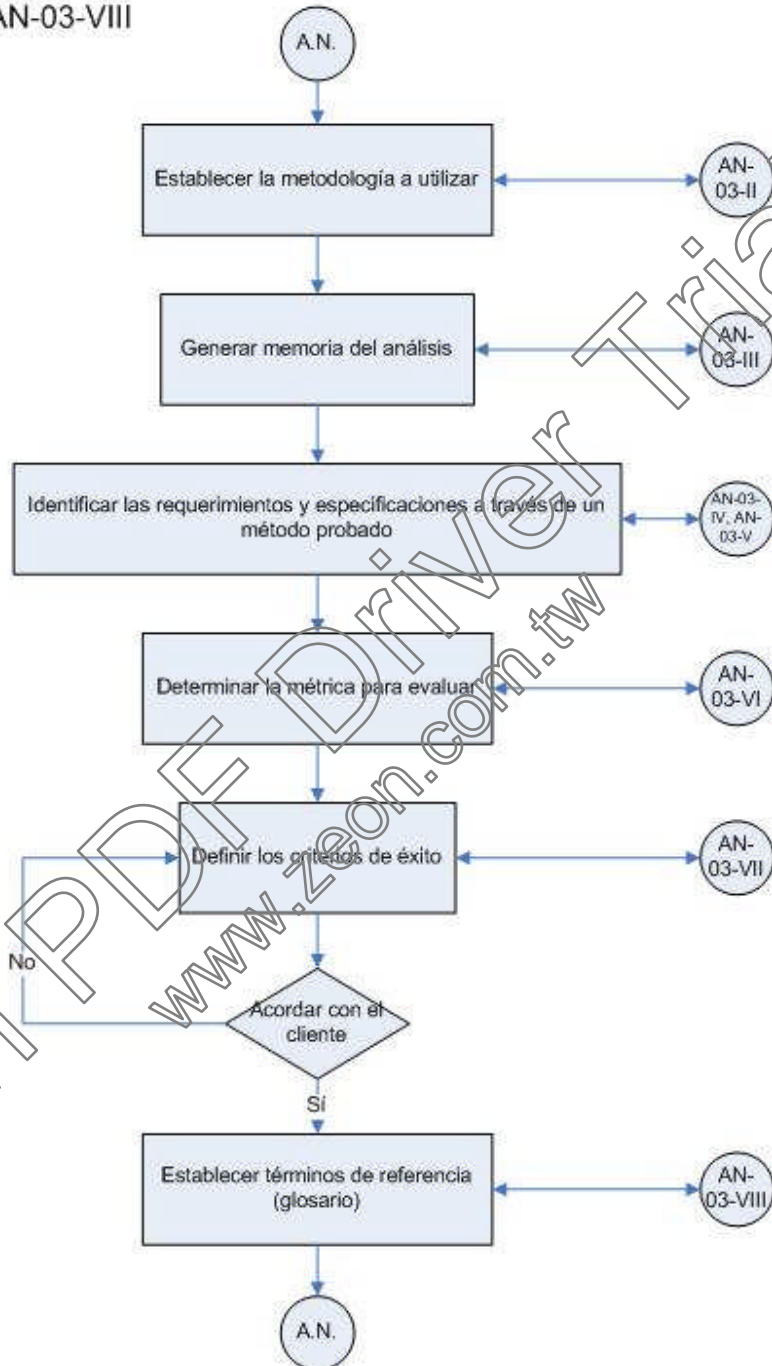 AN-03-VIII
A.N.
Establecer la metodología a utilizar
AN-
03-II
Generar memoria del análisis
AN-
03-III
Identificar las requerimientos y especificaciones a través de un
método probado
AN-03-
IV, AN-
03-V
Determinar la métrica para evaluar
AN-
03-VI
Definir los criterios de éxito
AN-
03-VII
No
Acordar con el
cliente
Sí
Establecer términos de referencia
(glosario)
AN-
03-VIII
A.N.
PDF Driver Tria
www.zeon.com.tw